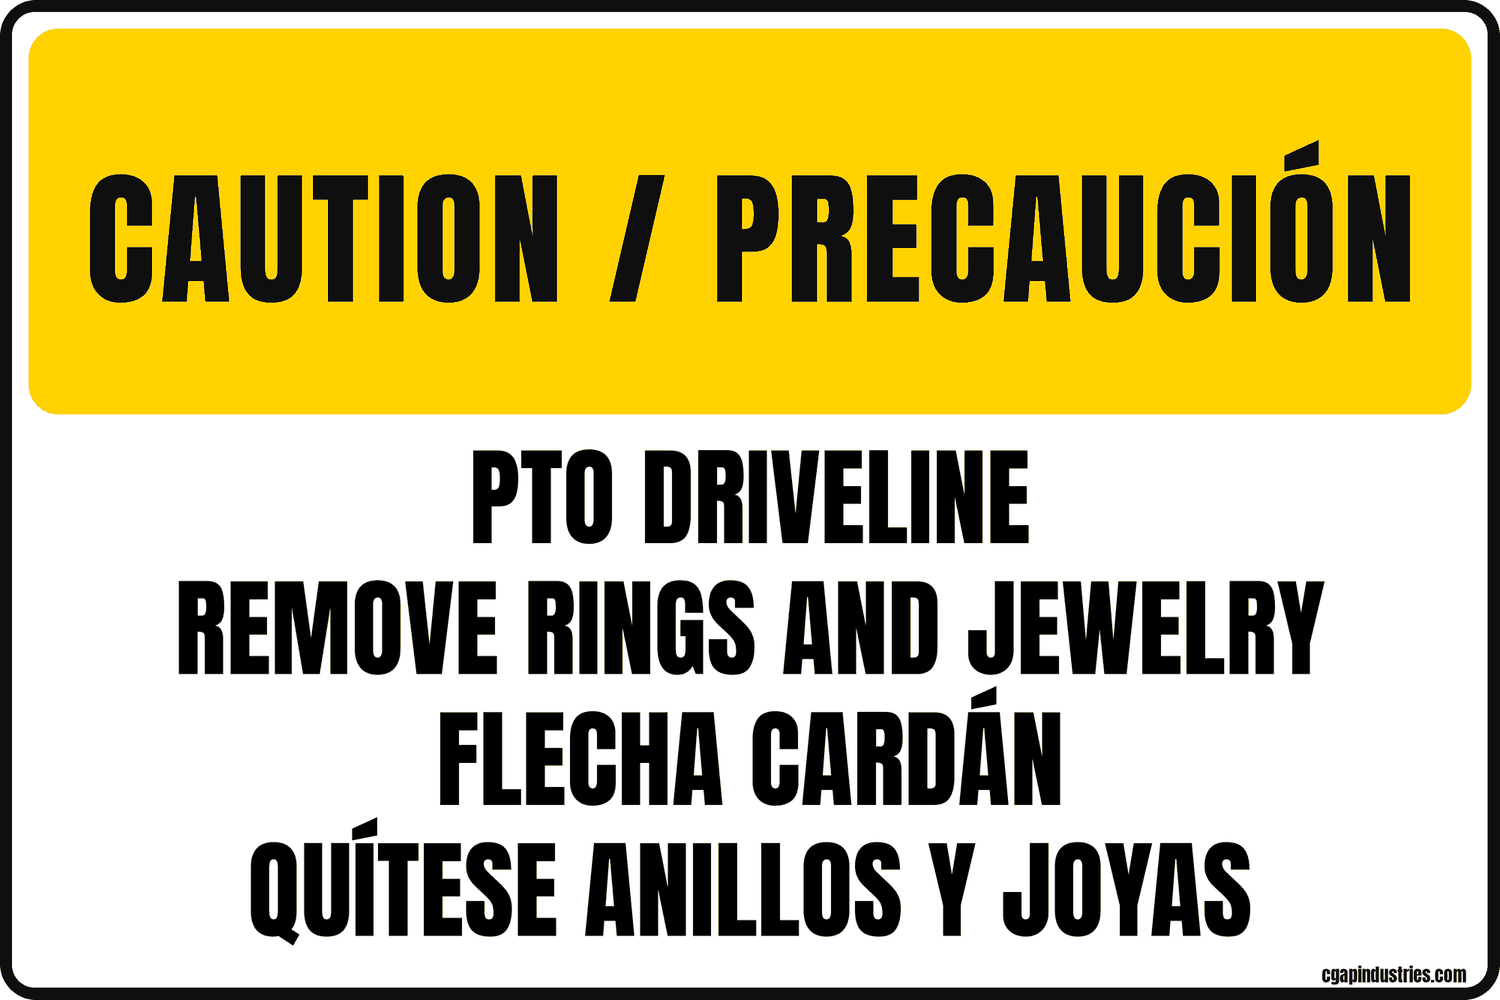 CAUTION / PRECAUCIÓN
PTO DRIVELINE
REMOVE RINGS AND JEWELRY
FLECHA CARDÁN
QUÍTESE ANILLOS Y JOYAS
cgapindustries.com